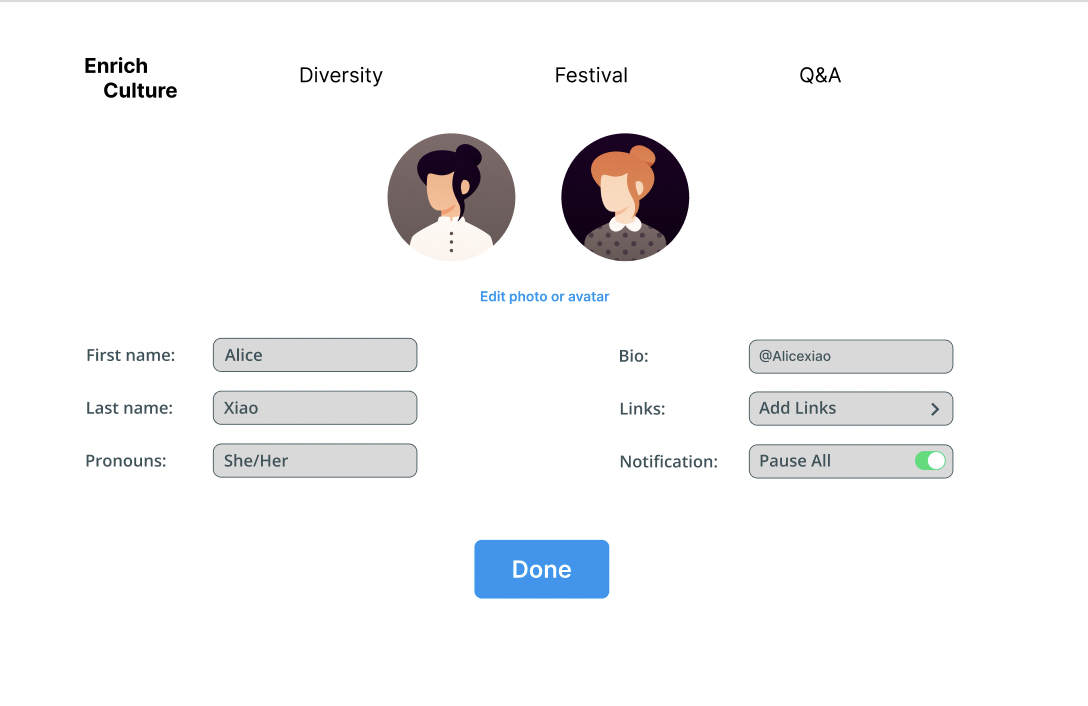 Enrich
Culture
Diversity
Festival
Q&A
Edit photo or avatar
First name:
Alice
Bio:
@Alicexiao
Last name:
Xiao
Links:
Add Links
Pronouns:
She/Her
Notification:
Pause All
Done